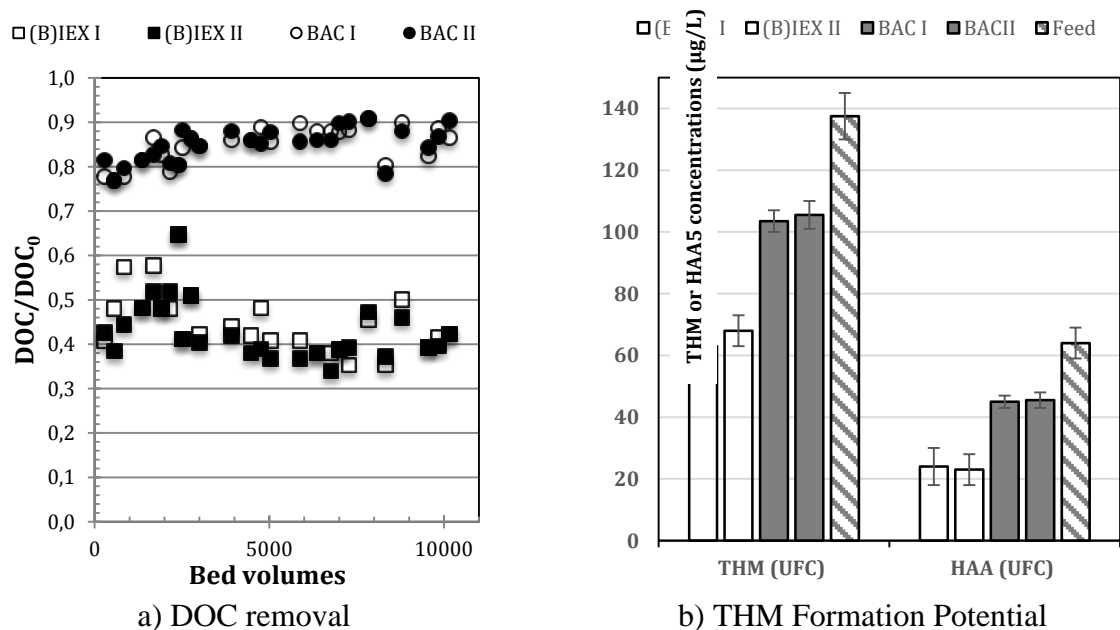 (B)IEX I (B)IEX II BAC I BAC II
1,0
0,9
0,8
0,7
0,6
0,5
0,4
0,3
0,2
0,1
0,0
DOC/DOC₀
0 5000 10000
Bed volumes
a) DOC removal
(B I (B)IEX II BAC I BACII Feed
THM or HAA5 concentrations (µg/L)
140
120
100
80
60
40
20
0
THM (UFC) HAA (UFC)
b) THM Formation Potential